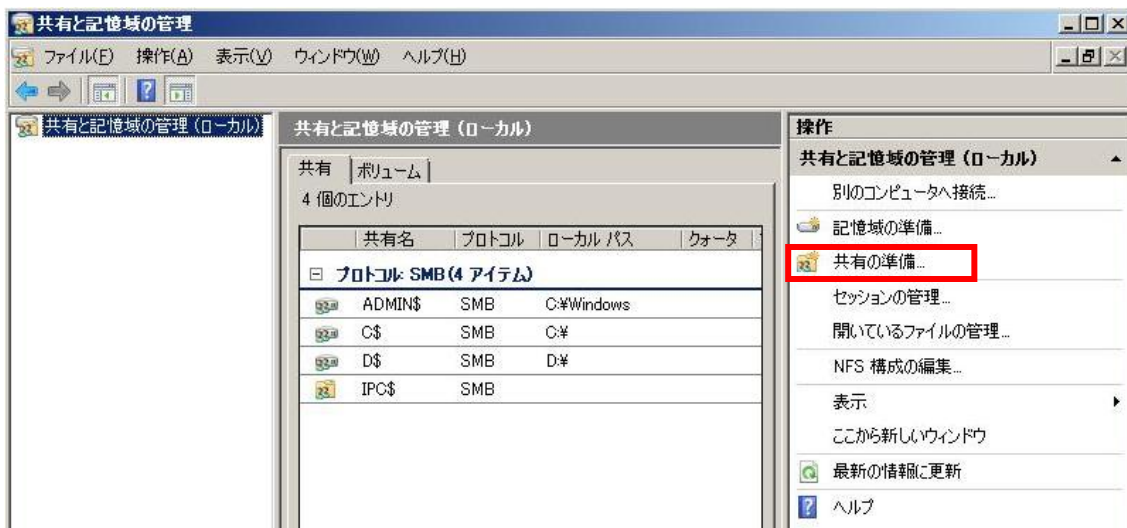 共有と記憶域の管理
ファイル(F) 操作(A) 表示(V) ウィンドウ(W) ヘルプ(H)
共有と記憶域の管理 (ローカル)
共有と記憶域の管理 (ローカル)
共有 ボリューム
4 個のエントリ
共有名 プロトコル ローカル パス クォータ
プロトコル: SMB (4 アイテム)
ADMIN$ SMB C:¥Windows
C$ SMB C:¥
D$ SMB D:¥
IPC$ SMB
操作
共有と記憶域の管理 (ローカル)
別のコンピュータへ接続...
記憶域の準備...
共有の準備...
セッションの管理...
開いているファイルの管理...
NFS 構成の編集...
表示
ここから新しいウィンドウ
最新の情報に更新
ヘルプ